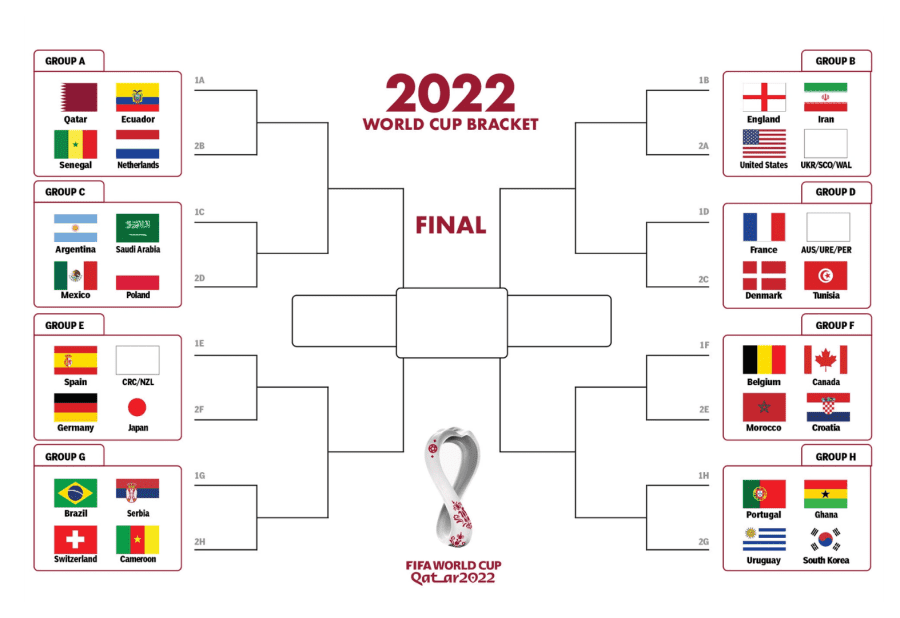 2022
WORLD CUP BRACKET
FINAL
GROUP A
Qatar Ecuador
Senegal Netherlands
GROUP C
Argentina Saudi Arabia
Mexico Poland
GROUP E
Spain CRC/NZL
Germany Japan
GROUP G
Brazil Serbia
Switzerland Cameroon
1A
2B
1C
2D
1E
2F
1G
2H
1B
2A
1D
2C
1F
2E
1H
2G
GROUP B
England Iran
United States UKR/SCO/WAL
GROUP D
France AUS/URE/PER
Denmark Tunisia
GROUP F
Belgium Canada
Morocco Croatia
GROUP H
Portugal Ghana
Uruguay South Korea
FIFA WORLD CUP
Qatar2022